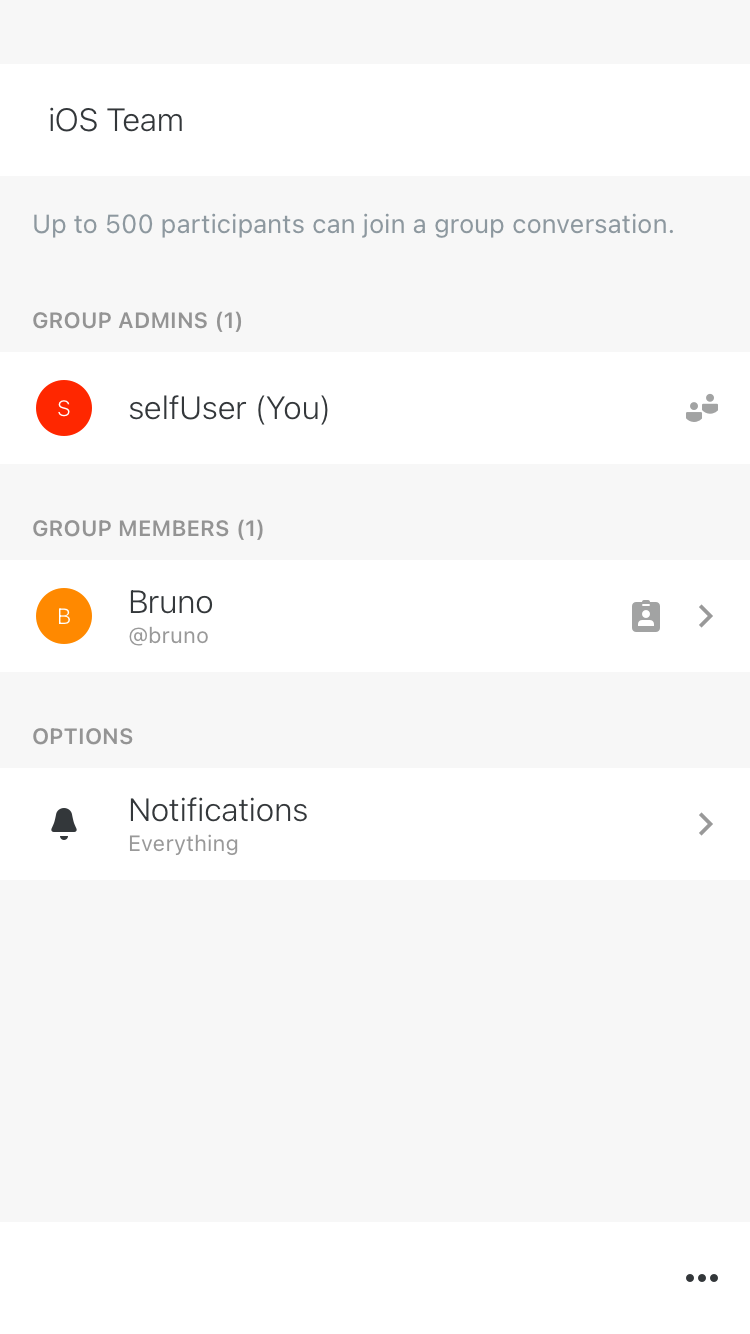 iOS Team
Up to 500 participants can join a group conversation.
GROUP ADMINS (1)
S
selfUser (You)
GROUP MEMBERS (1)
B
Bruno
@bruno
OPTIONS
Notifications
Everything